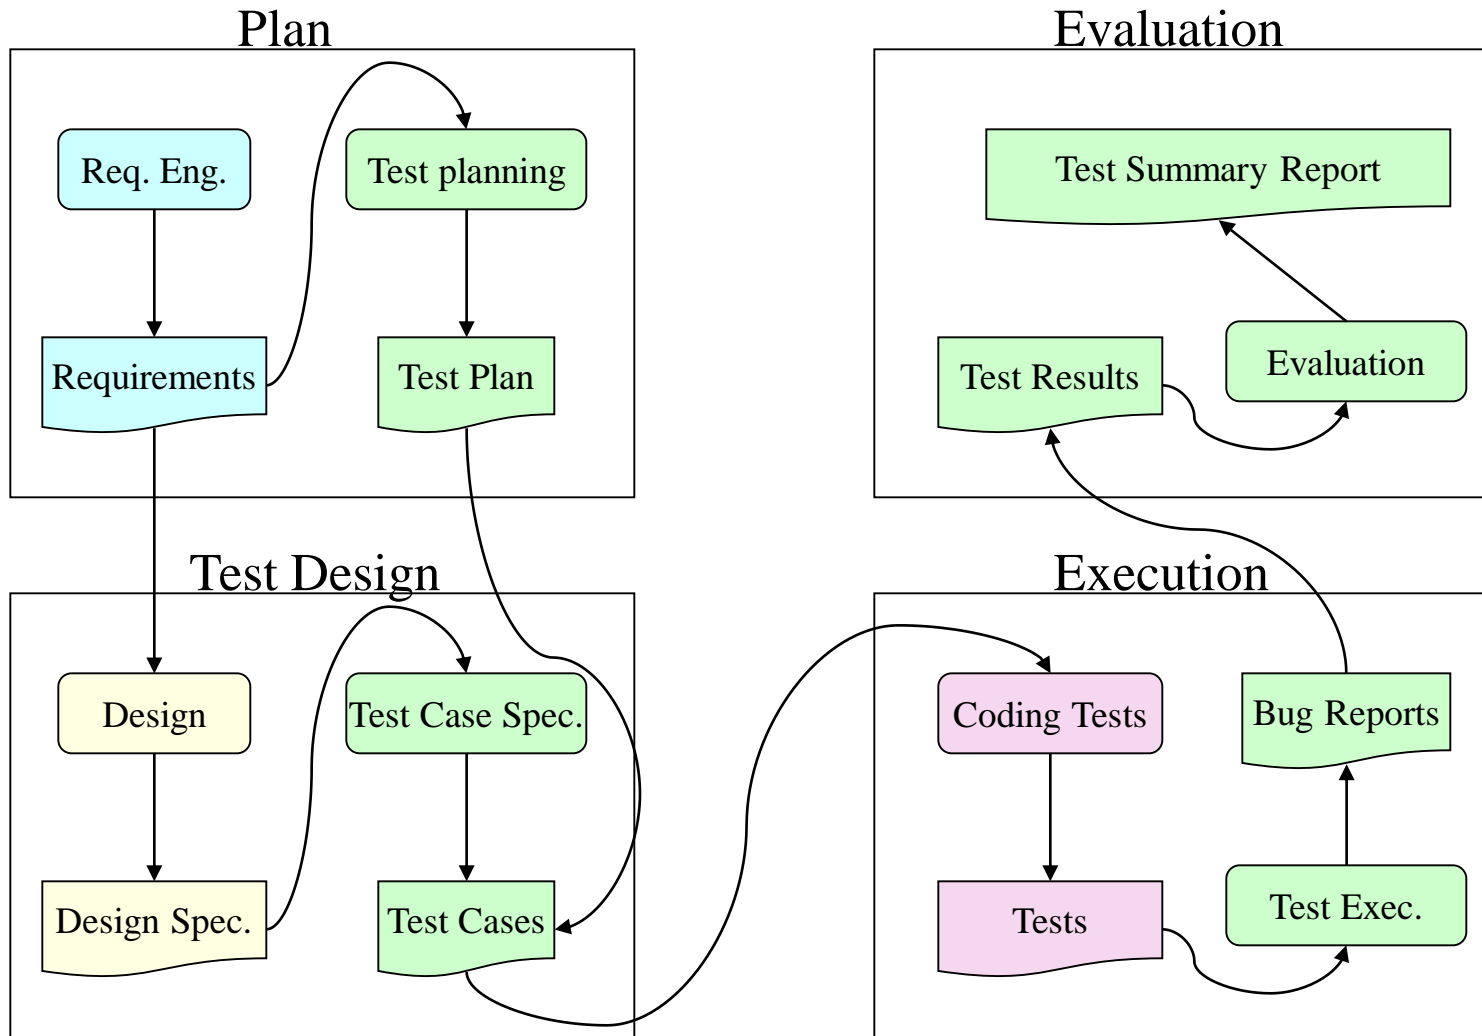 Plan
Req. Eng.
Test planning
Requirements
Test Plan
Evaluation
Test Summary Report
Test Results
Evaluation
Test Design
Design
Test Case Spec.
Design Spec.
Test Cases
Execution
Coding Tests
Bug Reports
Tests
Test Exec.